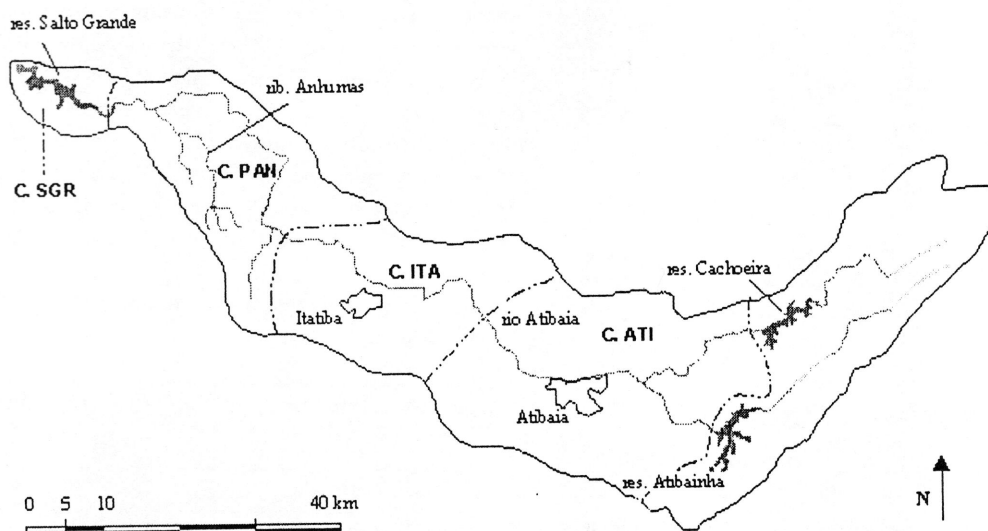 res. Salto Grande
rib. Anhumas
C. PAN
C. SGR
C. ITA
res. Cachoeira
Itatiba
rio Atibaia
C. ATI
Atibaia
res. Atibainha
0 5 10 40 km
N